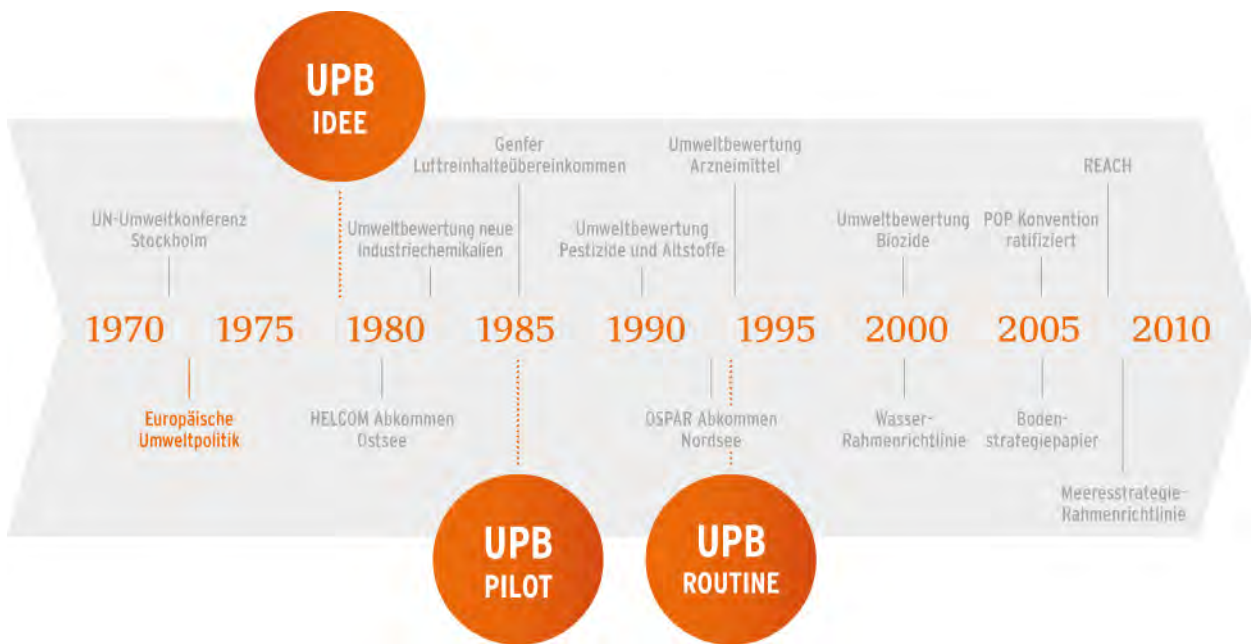 UPB
IDEE
Genfer
Luftreinhalteübereinkommen
Umweltbewertung
Arzneimittel
REACH
UN-Umweltkonferenz
Stockholm
Umweltbewertung neue
Industriechemikalien
Umweltbewertung
Pestizide und Altstoffe
Umweltbewertung
Biozide
POP Konvention
ratifiziert
1970 1975 1980 1985 1990 1995 2000 2005 2010
Europäische
Umweltpolitik
HELCOM Abkommen
Ostsee
OSPAR Abkommen
Nordsee
Wasser-
Rahmenrichtlinie
Boden-
strategiepapier
Meeresstrategie-
Rahmenrichtlinie
UPB
PILOT
UPB
ROUTINE